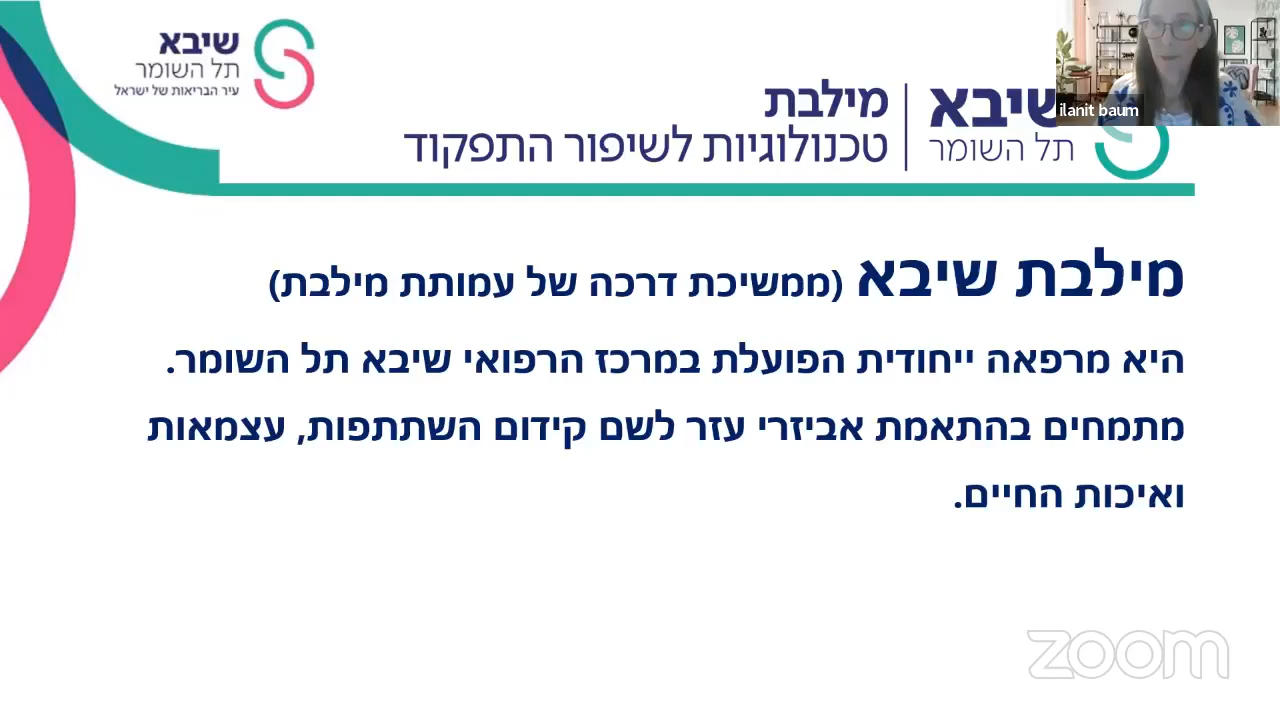 שיבא
תל השומר
עיר הבריאות של ישראל
שיבא
תל השומר
מילבת
טכנולוגיות לשיפור התפקוד
ilanit baum
מילבת שיבא (ממשיכת דרכה של עמותת מילבת)
היא מרפאה ייחודית הפועלת במרכז הרפואי שיבא תל השומר.
מתמחים בהתאמת אביזרי עזר לשם קידום השתתפות, עצמאות
ואיכות החיים.
zoom